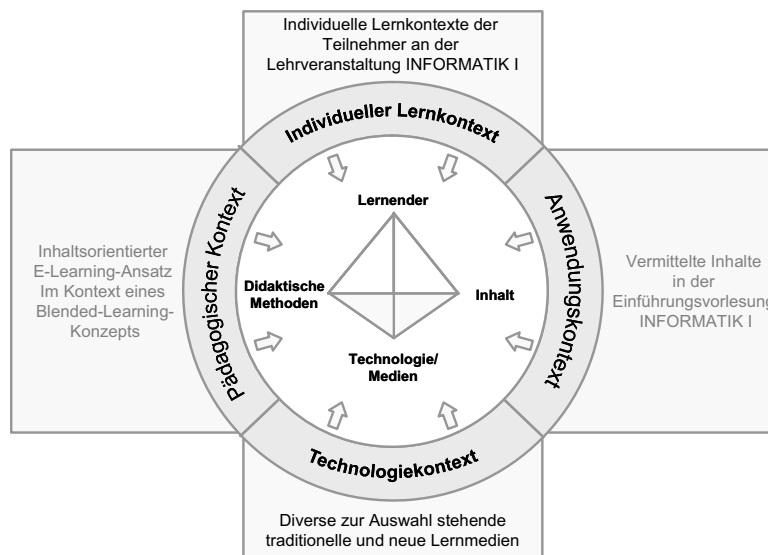 Individuelle Lernkontexte der
Teilnehmer an der
Lehrveranstaltung INFORMATIK I
Individueller Lernkontext
Pädagogischer Kontext
Anwendungskontext
Lernender
Inhaltsorientierter
E-Learning-Ansatz
Im Kontext eines
Blended-Learning-
Konzepts
Didaktische
Methoden
Inhalt
Vermittelte Inhalte
in der
Einführungsvorlesung
INFORMATIK I
Technologie/
Medien
Technologiekontext
Diverse zur Auswahl stehende
traditionelle und neue Lernmedien